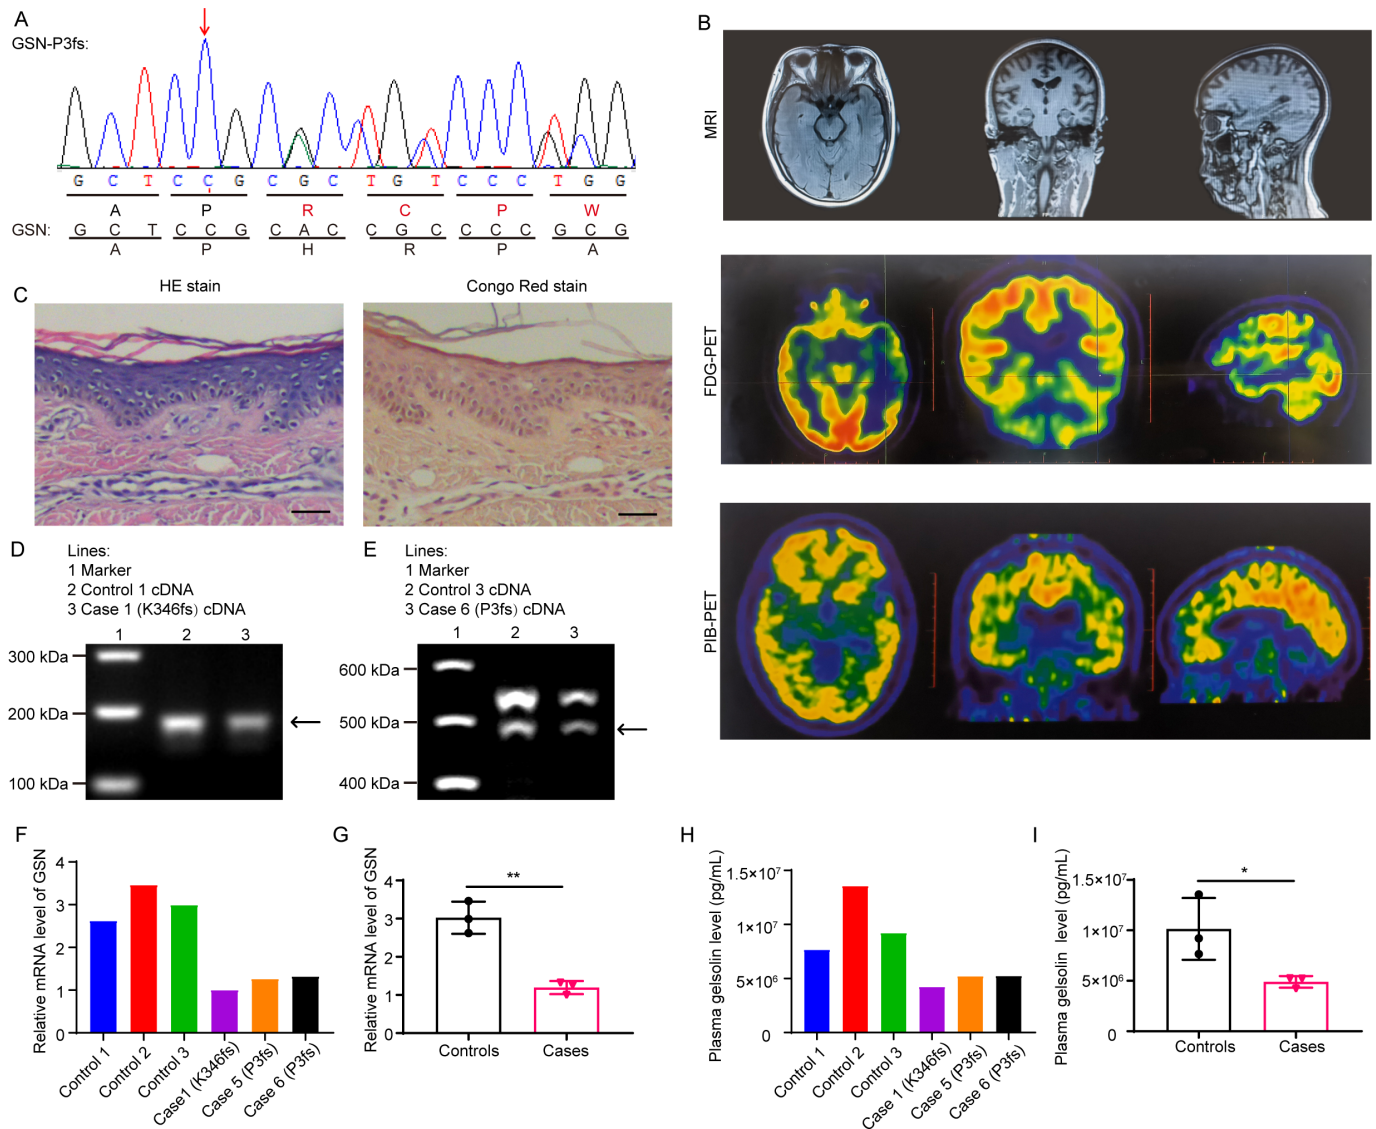 A
GSN-P3fs:
G C T C C G C G C T G T C C C T G G
A P R C P W
GSN: G C T C C G C A C C G C C C C G C G
A P H R P A
B
MRI
FDG-PET
PIB-PET
C
HE stain
Congo Red stain
D
Lines:
1 Marker
2 Control 1 cDNA
3 Case 1 (K346fs) cDNA
1 2 3
300 kDa
200 kDa
100 kDa
E
Lines:
1 Marker
2 Control 3 cDNA
3 Case 6 (P3fs) cDNA
1 2 3
600 kDa
500 kDa
400 kDa
F
Relative mRNA level of GSN
4
3
2
1
0
Control 1
Control 2
Control 3
Case1 (K346fs)
Case 5 (P3fs)
Case 6 (P3fs)
G
Relative mRNA level of GSN
4
3
2
1
0
**
Controls
Cases
H
Plasma gelsolin level (pg/mL)
1.5×10⁷
1×10⁷
5×10⁶
0
Control 1
Control 2
Control 3
Case 1 (K346fs)
Case 5 (P3fs)
Case 6 (P3fs)
I
Plasma gelsolin level (pg/mL)
1.5×10⁷
1×10⁷
5×10⁶
0
*
Controls
Cases